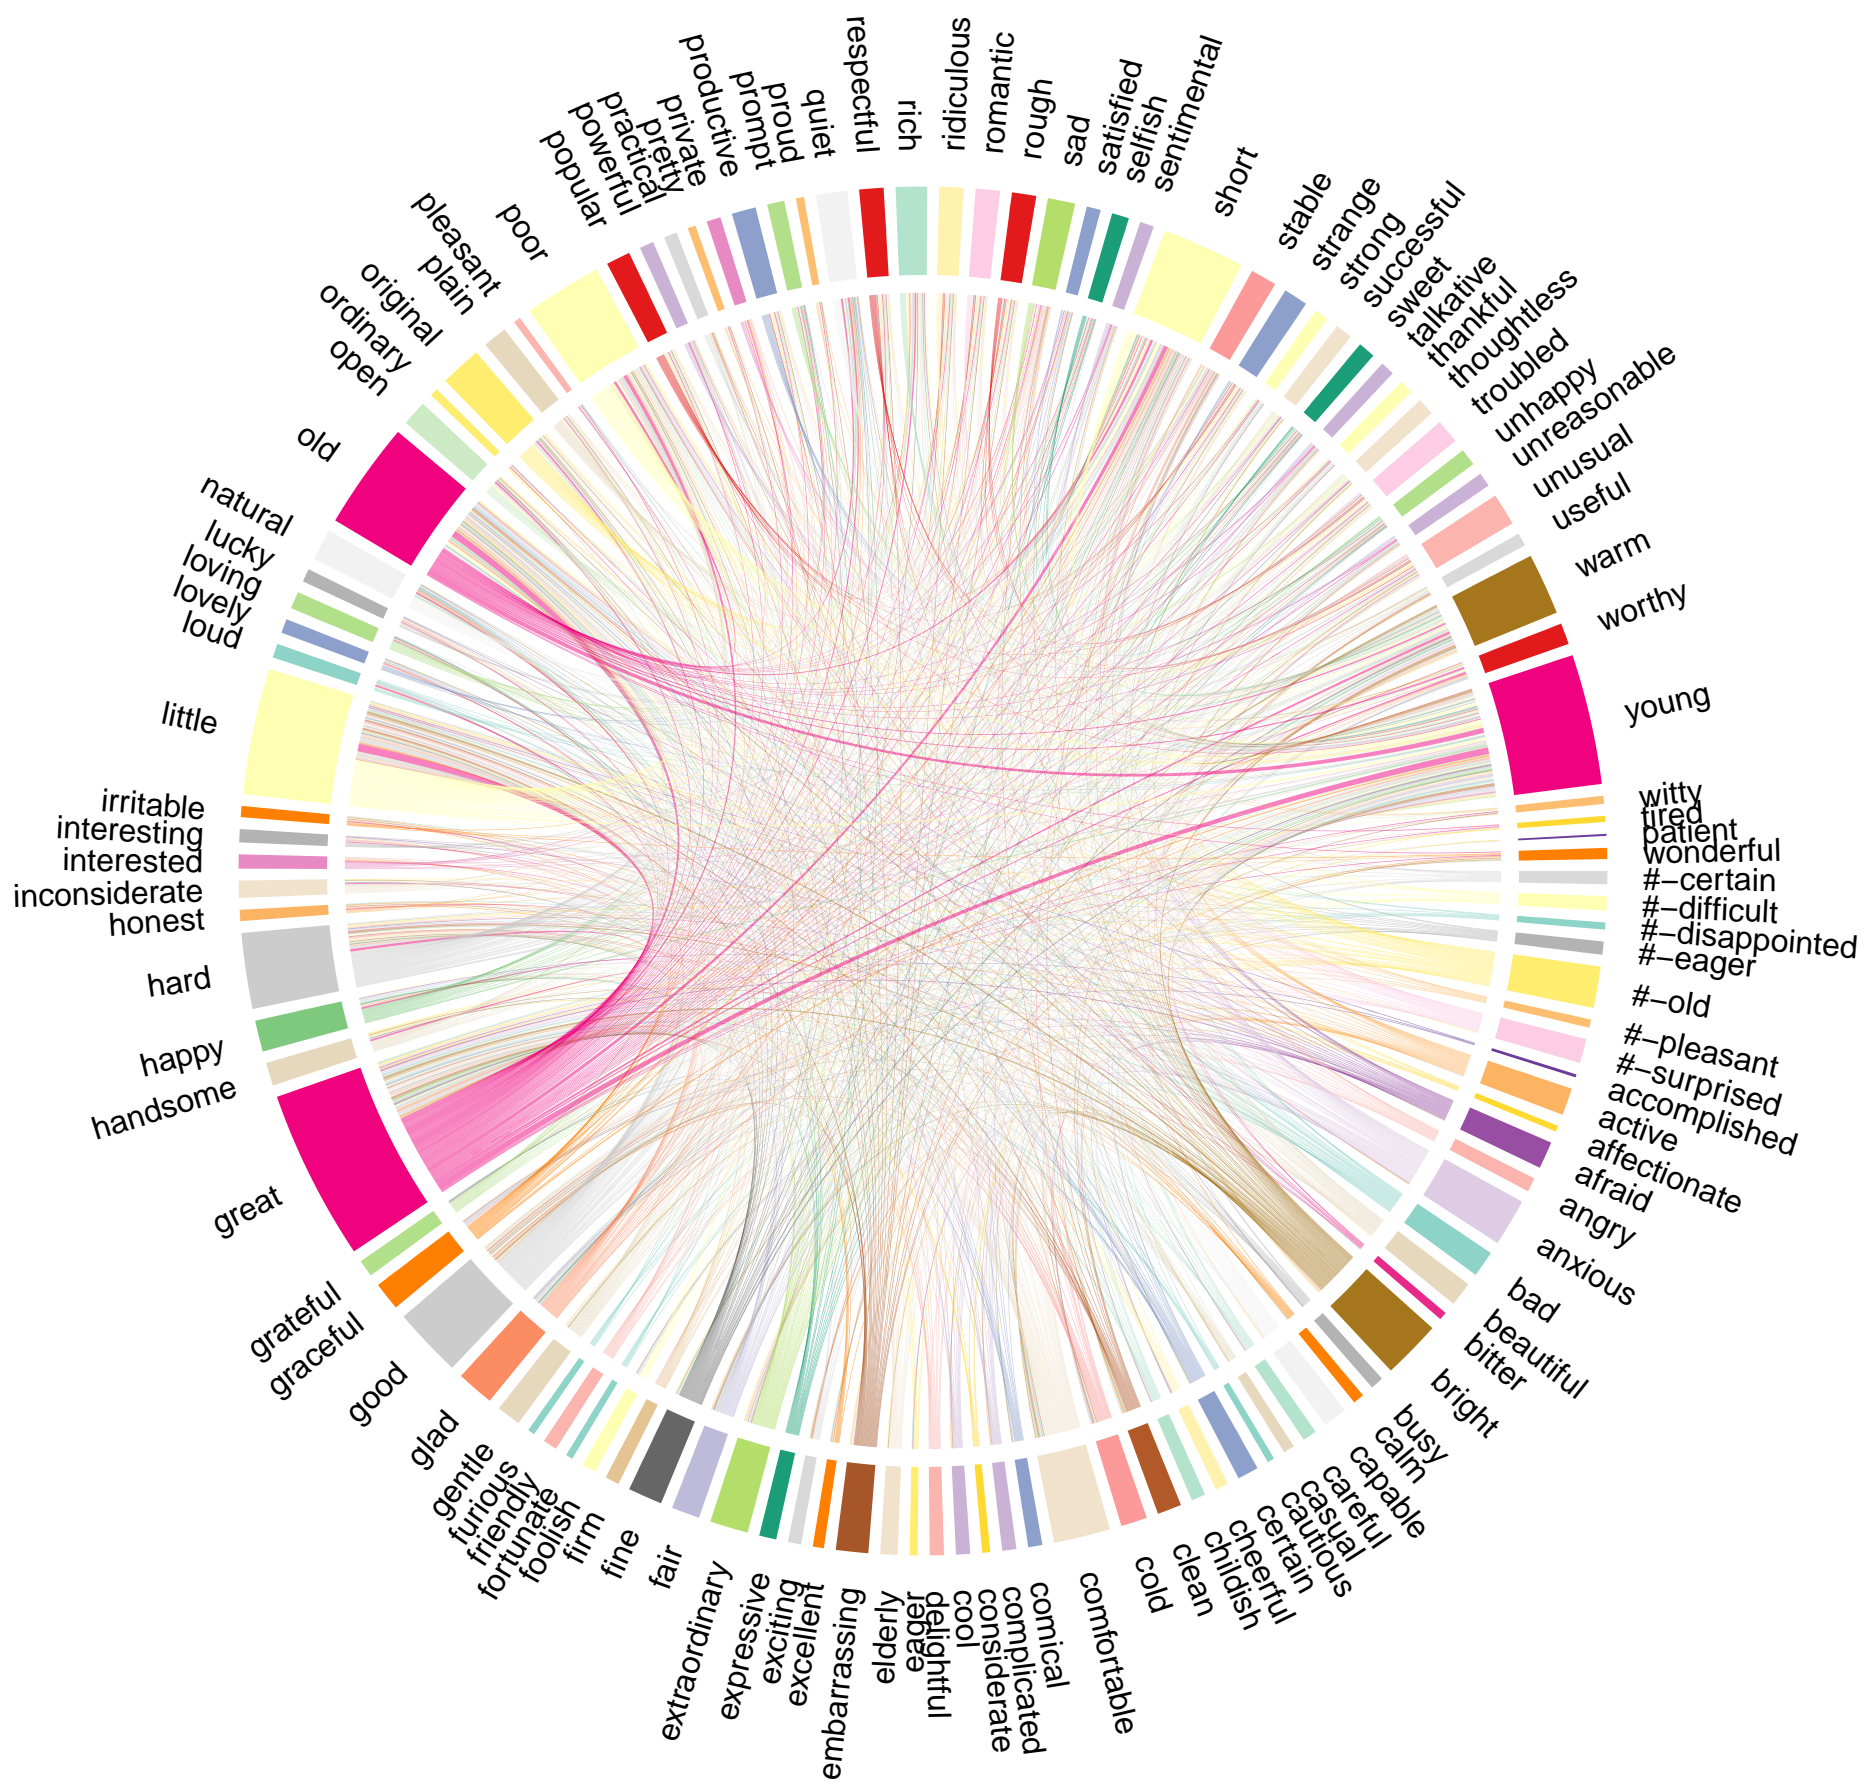 respectful
rich
ridiculous
romantic
rough
sad
satisfied
selfish
sentimental
short
stable
strange
strong
successful
sweet
talkative
thankful
thoughtless
troubled
unhappy
unreasonable
unusual
useful
warm
worthy
young
witty
tired
patient
wonderful
#–certain
#–difficult
#–disappointed
#–eager
#–old
#–pleasant
#–surprised
accomplished
active
affectionate
afraid
angry
anxious
bad
beautiful
bitter
bright
busy
calm
capable
careful
casual
cautious
certain
cheerful
childish
clean
cold
comfortable
comical
complicated
considerate
cool
delightful
eager
elderly
embarrassing
excellent
exciting
expressive
extraordinary
fair
fine
firm
foolish
fortunate
friendly
furious
gentle
glad
good
graceful
grateful
great
handsome
happy
hard
honest
inconsiderate
interested
interesting
irritable
little
loud
lovely
loving
lucky
natural
old
open
ordinary
original
plain
pleasant
poor
popular
powerful
practical
pretty
private
productive
prompt
proud
quiet